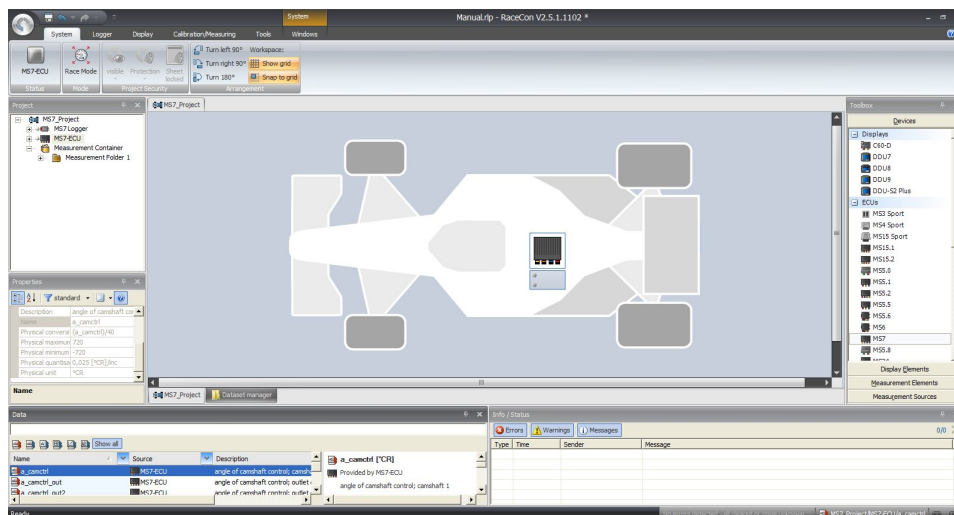 System
Manual.rlp - RaceCon V2.5.1.1102 *
System Logger Display Calibration/Measuring Tools Windows
MS7-ECU
Status
Race Mode
Mode
visible Protection Sheet locked
Project Security
Turn left 90°
Turn right 90°
Turn 180°
Workspace:
Show grid
Snap to grid
Arrangement
Project
MS7_Project
MS7 Logger
MS7-ECU
Measurement Container
Measurement Folder 1
Properties
standard
Description angle of camshaft cor
Name a_camctrl
Physical convers (a_camctrl)/40
Physical maximun 720
Physical minimum -720
Physical quantisa 0,025 [°CR]/inc
Physical unit °CR
Name
MS7_Project
MS7_Project Dataset manager
Toolbox
Devices
Displays
C60-D
DDU7
DDU8
DDU9
DDU-S2 Plus
ECUs
MS3 Sport
MS4 Sport
MS15 Sport
MS15.1
MS15.2
MS5.0
MS5.1
MS5.2
MS5.5
MS5.6
MS6
MS7
MS5.8
Display Elements
Measurement Elements
Measurement Sources
Data
Show all
Name Source Description
a_camctrl MS7-ECU angle of camshaft control; camsh
a_camctrl_out MS7-ECU angle of camshaft control; outlet
a_camctrl_out2 MS7-ECU angle of camshaft control; outlet
a_camctrl [°CR]
Provided by MS7-ECU
angle of camshaft control; camshaft 1
Info / Status
Errors Warnings Messages 0/0
Type Time Sender Message
Ready
MS7_Project/MS7-ECU/a_camctrl